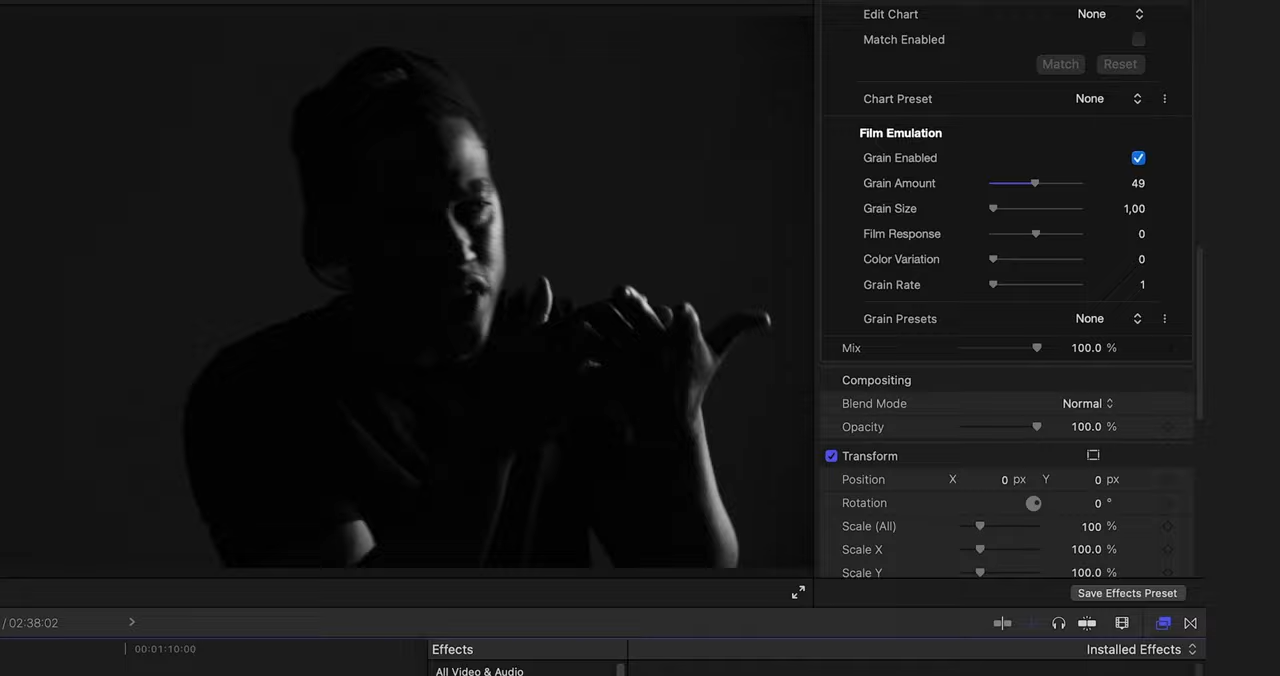 Edit Chart None
Match Enabled
Match Reset
Chart Preset None
Film Emulation
Grain Enabled
Grain Amount 49
Grain Size 1,00
Film Response 0
Color Variation 0
Grain Rate 1
Grain Presets None
Mix 100.0 %
Compositing
Blend Mode Normal
Opacity 100.0 %
Transform
Position X 0 px Y 0 px
Rotation 0 °
Scale (All) 100 %
Scale X 100.0 %
Scale Y 100.0 %
Save Effects Preset
/ 02:38:02
00:01:10:00
Effects Installed Effects
All Video & Audio